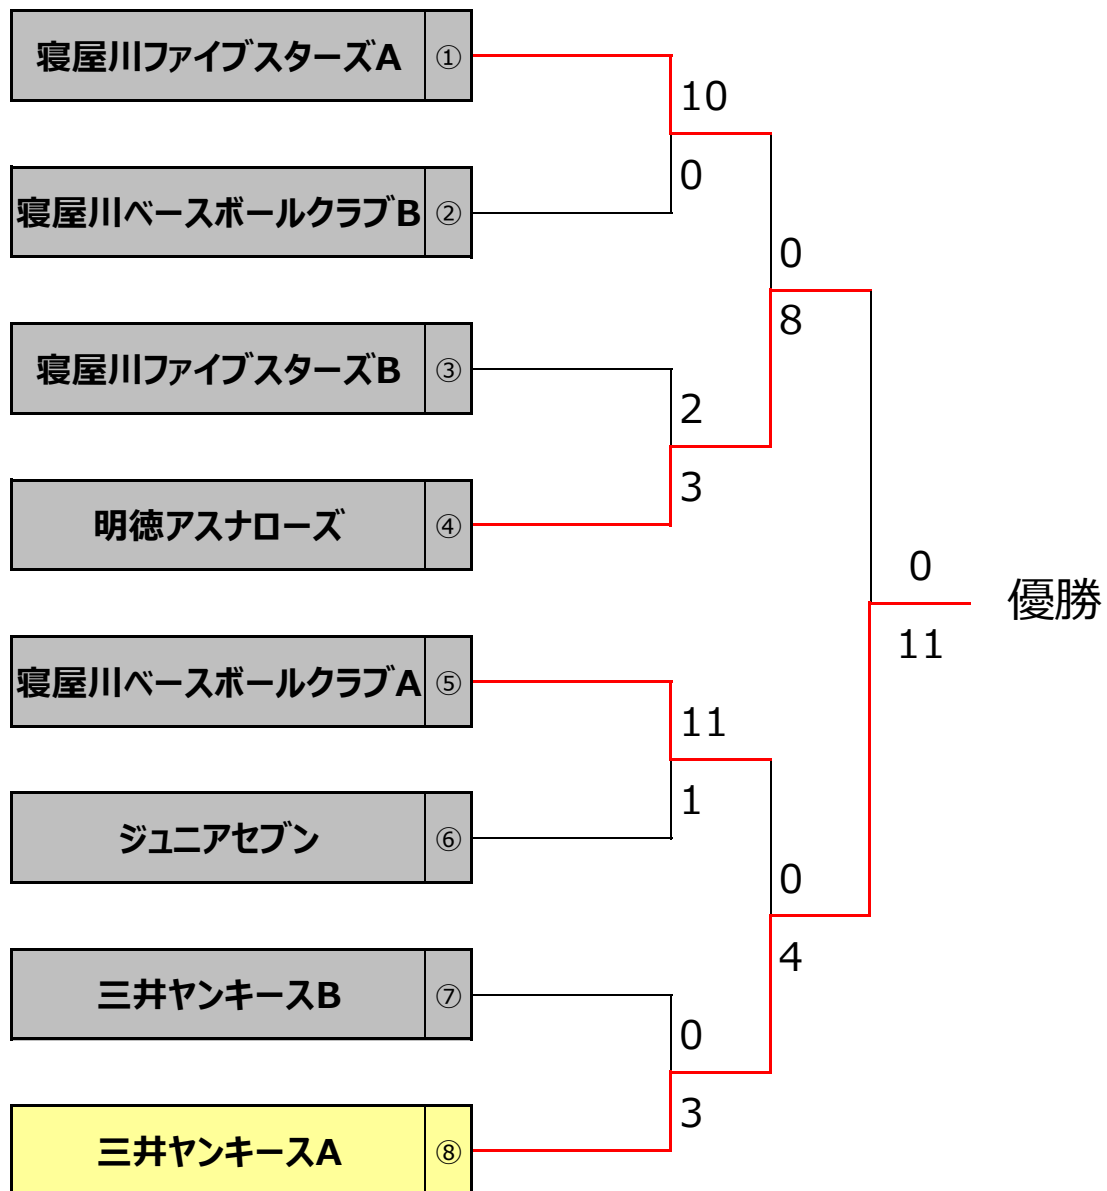 寝屋川ファイブスターズA ①
10
0
寝屋川ベースボールクラブB ②
0
8
寝屋川ファイブスターズB ③
2
3
明徳アスナローズ ④
0
優勝
11
寝屋川ベースボールクラブA ⑤
11
1
ジュニアセブン ⑥
0
4
三井ヤンキースB ⑦
0
3
三井ヤンキースA ⑧